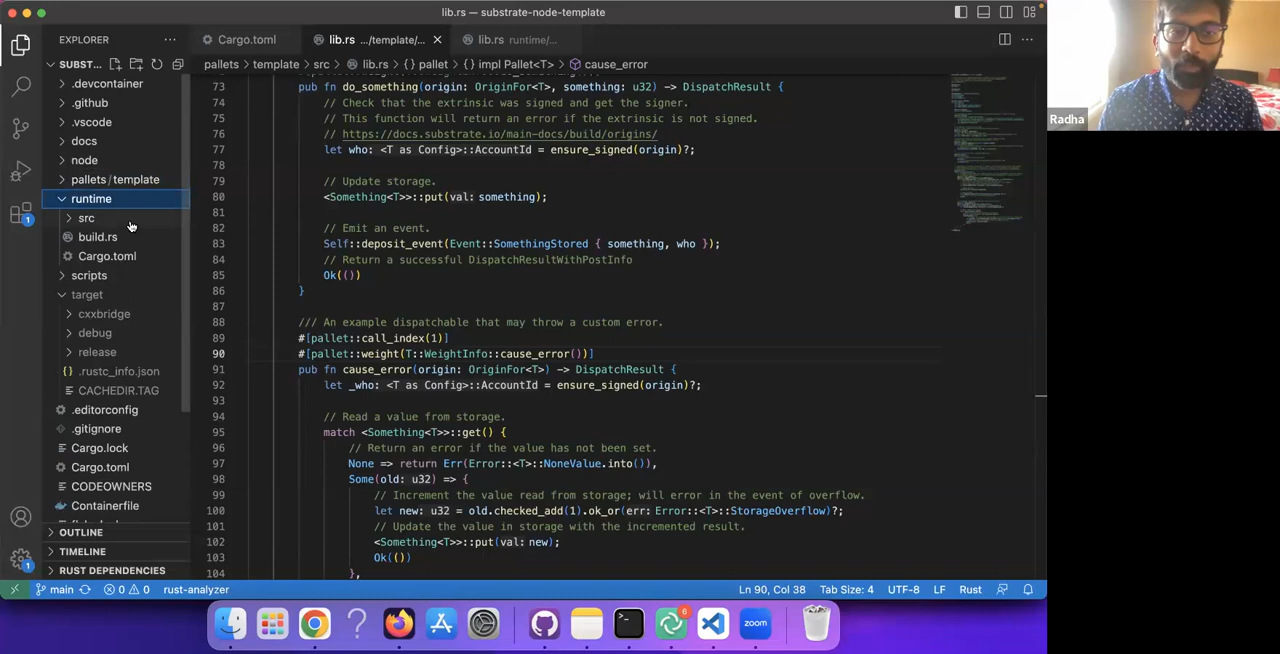 lib.rs — substrate-node-template
EXPLORER
Cargo.toml
lib.rs .../template/...
lib.rs runtime/...
SUBST...
pallets > template > src > lib.rs > { } pallet > { } impl Pallet<T> > cause_error
.devcontainer
.github
.vscode
docs
node
pallets/template
runtime
src
build.rs
Cargo.toml
scripts
target
cxxbridge
debug
release
{ } .rustc_info.json
CACHEDIR.TAG
.editorconfig
.gitignore
Cargo.lock
Cargo.toml
CODEOWNERS
Containerfile
OUTLINE
TIMELINE
RUST DEPENDENCIES
1
1
73 pub fn do_something(origin: OriginFor<T>, something: u32) -> DispatchResult {
74 // Check that the extrinsic was signed and get the signer.
75 // This function will return an error if the extrinsic is not signed.
76 // https://docs.substrate.io/main-docs/build/origins/
77 let who: <T as Config>::AccountId = ensure_signed(origin)?;
78
79 // Update storage.
80 <Something<T>>::put(val: something);
81
82 // Emit an event.
83 Self::deposit_event(Event::SomethingStored { something, who });
84 // Return a successful DispatchResultWithPostInfo
85 Ok(())
86 }
87
88 /// An example dispatchable that may throw a custom error.
89 #[pallet::call_index(1)]
90 #[pallet::weight(T::WeightInfo::cause_error())]
91 pub fn cause_error(origin: OriginFor<T>) -> DispatchResult {
92 let _who: <T as Config>::AccountId = ensure_signed(origin)?;
93
94 // Read a value from storage.
95 match <Something<T>>::get() {
96 // Return an error if the value has not been set.
97 None => return Err(Error::<T>::NoneValue.into()),
98 Some(old: u32) => {
99 // Increment the value read from storage; will error in the event of overflow.
100 let new: u32 = old.checked_add(1).ok_or(err: Error::<T>::StorageOverflow)?;
101 // Update the value in storage with the incremented result.
102 <Something<T>>::put(val: new);
103 Ok(())
104 },
main
0 0
rust-analyzer
Ln 90, Col 38
Tab Size: 4
UTF-8
LF
Rust
6
zoom
Radha